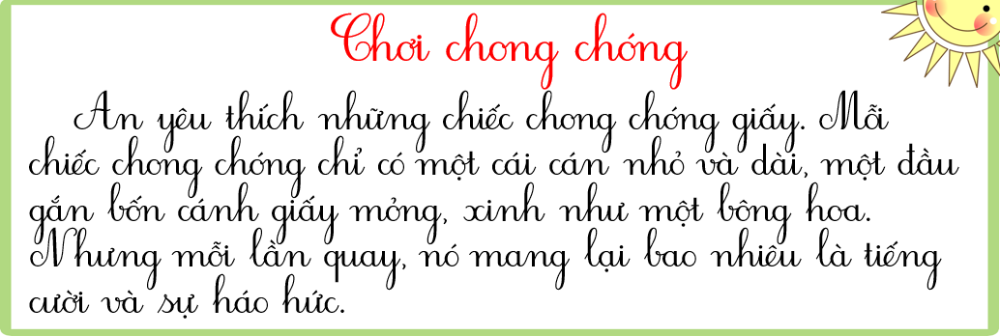 Chơi chong chóng
An yêu thích những chiếc chong chóng giấy. Mỗi
chiếc chong chóng chỉ có một cái cán nhỏ và dài, một đầu
gắn bốn cánh giấy mỏng, xinh như một bông hoa.
Nhưng mỗi lần quay, nó mang lại bao nhiêu là tiếng
cười và sự háo hức.